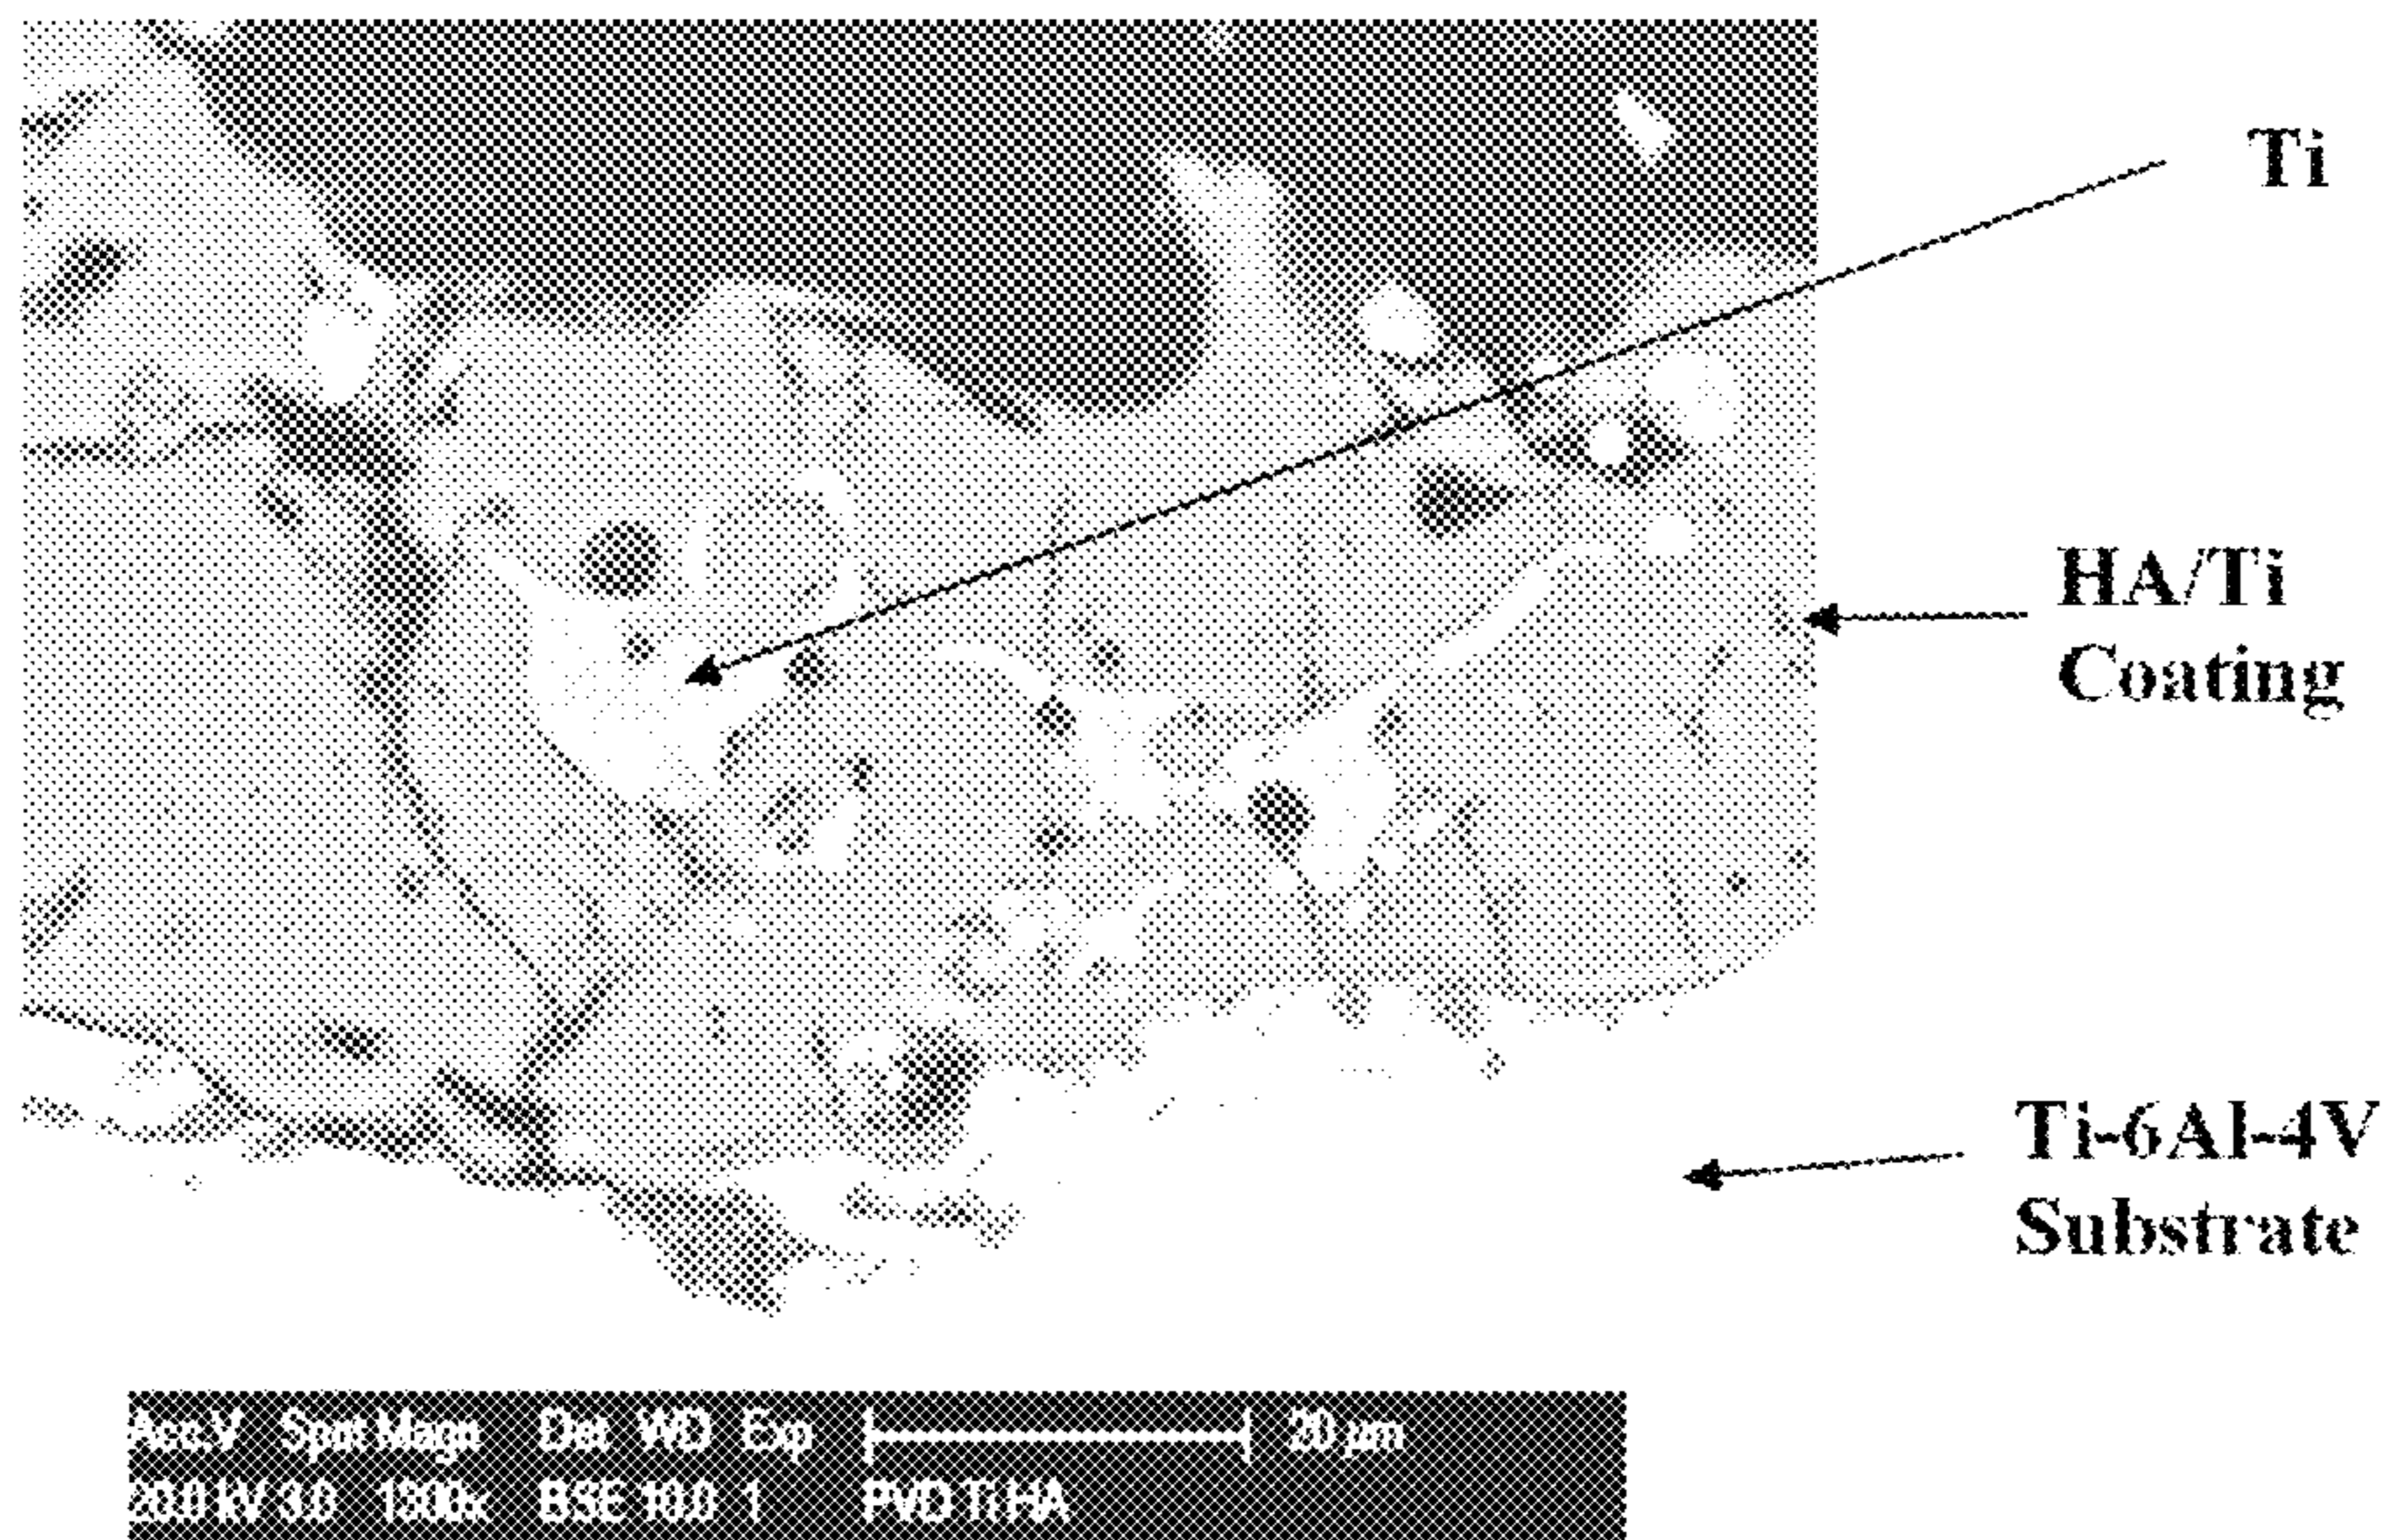 Ti
HA/Ti
Coating
Ti-6Al-4V
Substrate
Acc.V Spot Magn Det WD Exp 20 µm
20.0 kV 3.0 BSE 10.0 1 PVD Ti HA